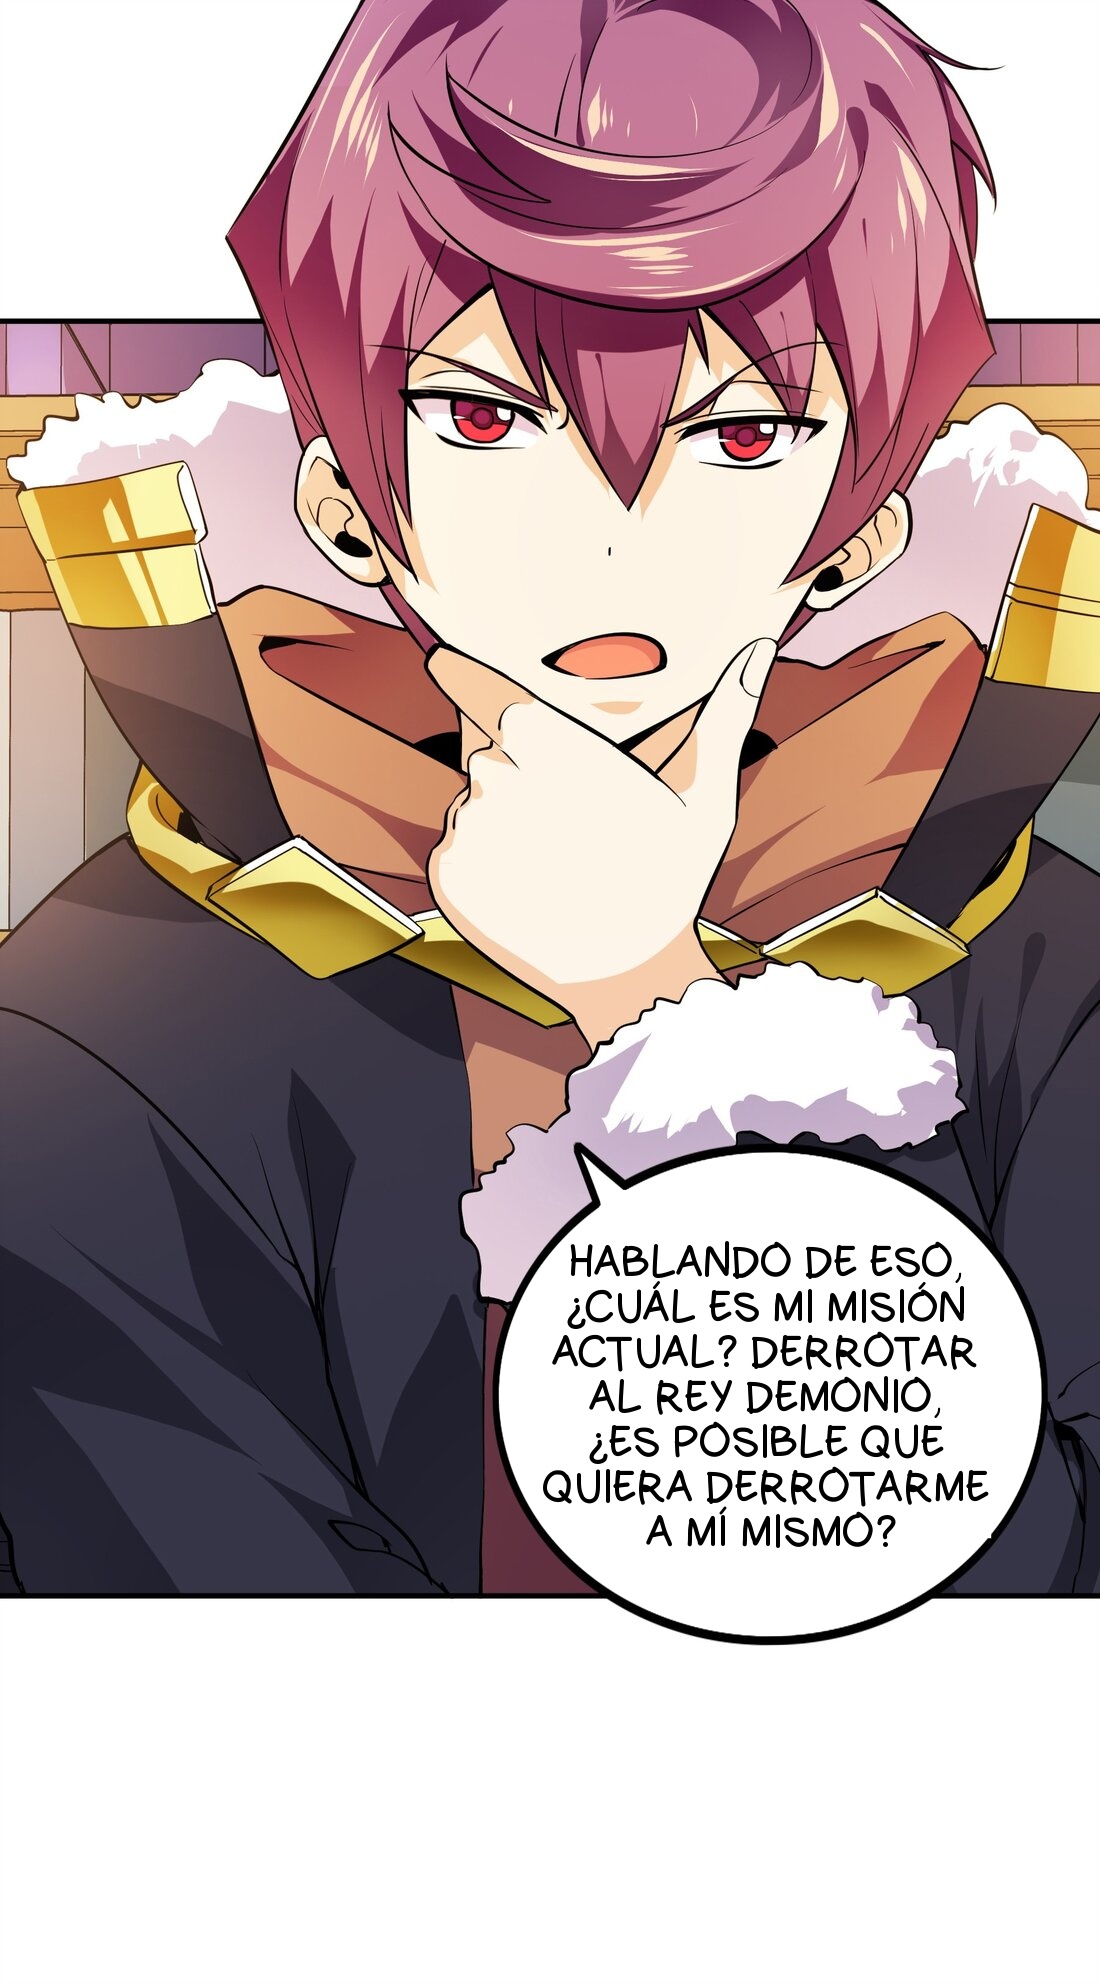 HABLANDO DE ESO,
¿CUÁL ES MI MISIÓN
ACTUAL? DERROTAR
AL REY DEMONIO,
¿ES POSIBLE QUE
QUIERA DERROTARME
A MÍ MISMO?